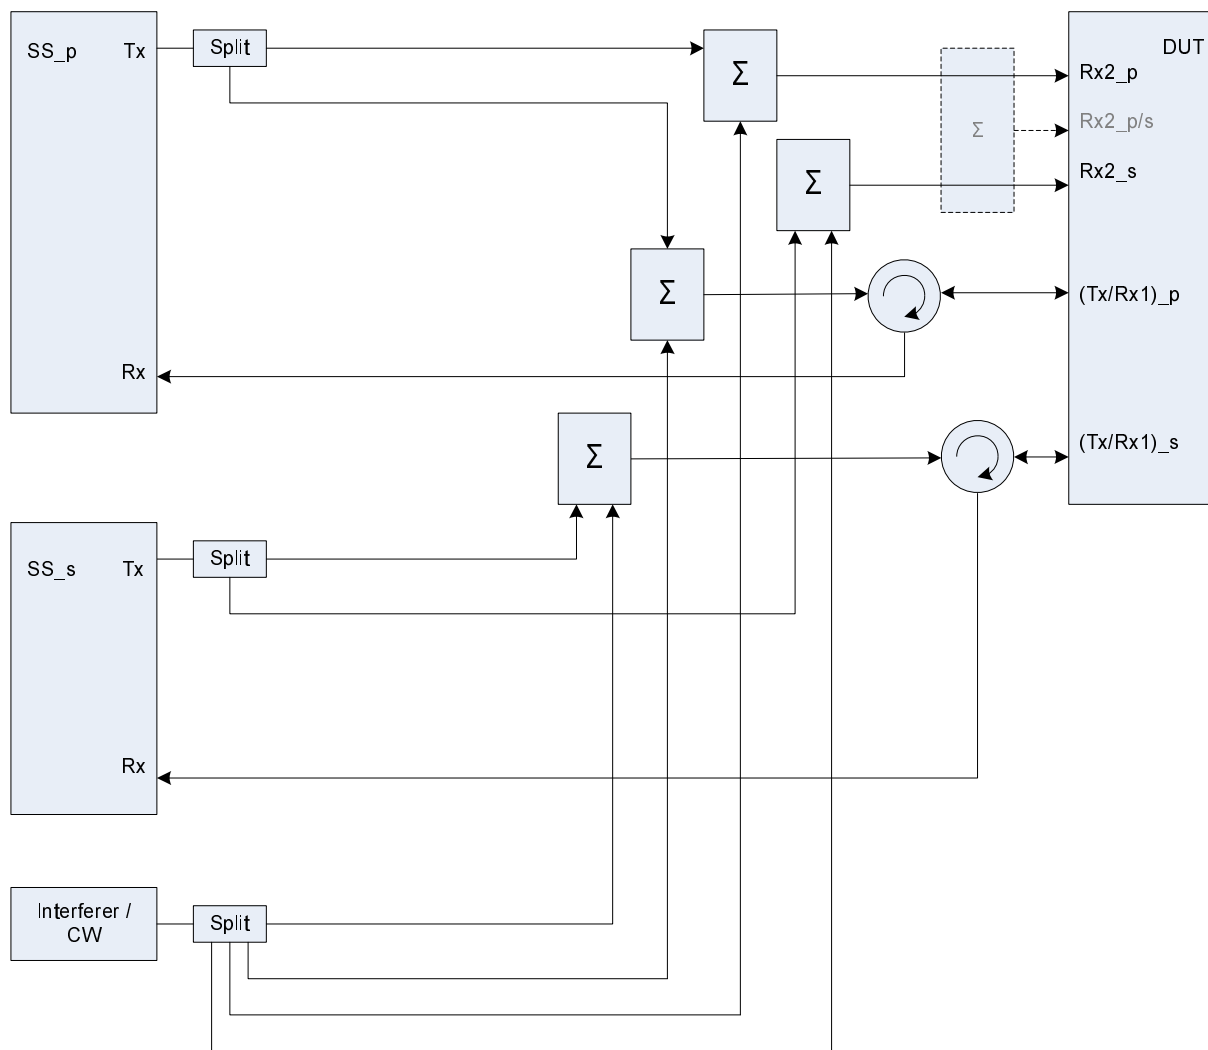 SS_p
Tx
Split
Σ
DUT
Rx2_p
Σ
Rx2_p/s
Σ
Rx2_s
Σ
(Tx/Rx1)_p
Rx
Σ
(Tx/Rx1)_s
SS_s
Tx
Split
Rx
Interferer /
CW
Split